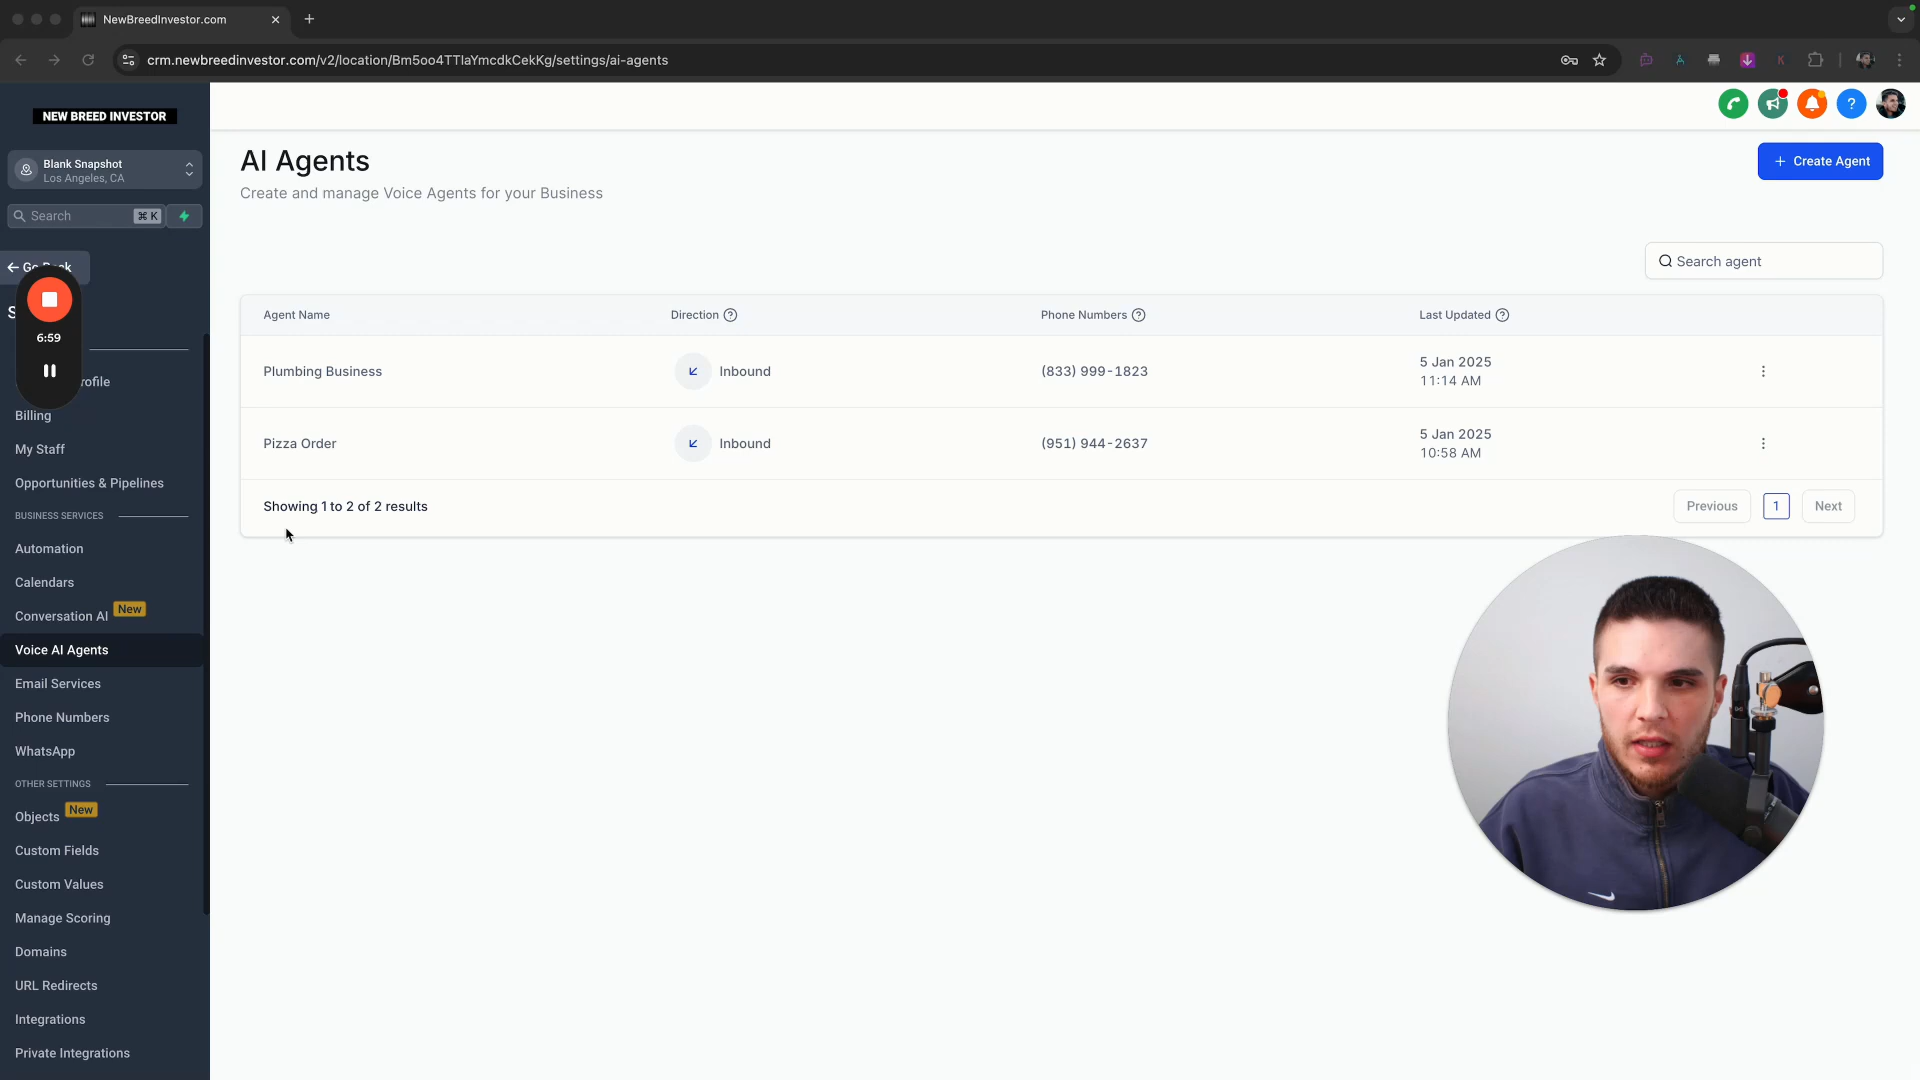 NewBreedInvestor.com
crm.newbreedinvestor.com/v2/location/Bm5oo4TTIaYmcdkCekKg/settings/ai-agents
NEW BREED INVESTOR
Blank Snapshot
Los Angeles, CA
Search
⌘ K
6:59
Billing
My Staff
Opportunities & Pipelines
BUSINESS SERVICES
Automation
Calendars
Conversation AI New
Voice AI Agents
Email Services
Phone Numbers
WhatsApp
OTHER SETTINGS
Objects New
Custom Fields
Custom Values
Manage Scoring
Domains
URL Redirects
Integrations
Private Integrations
AI Agents
Create and manage Voice Agents for your Business
+ Create Agent
Search agent
Agent Name Direction Phone Numbers Last Updated
Plumbing Business Inbound (833) 999-1823 5 Jan 2025
11:14 AM
Pizza Order Inbound (951) 944-2637 5 Jan 2025
10:58 AM
Showing 1 to 2 of 2 results
Previous 1 Next